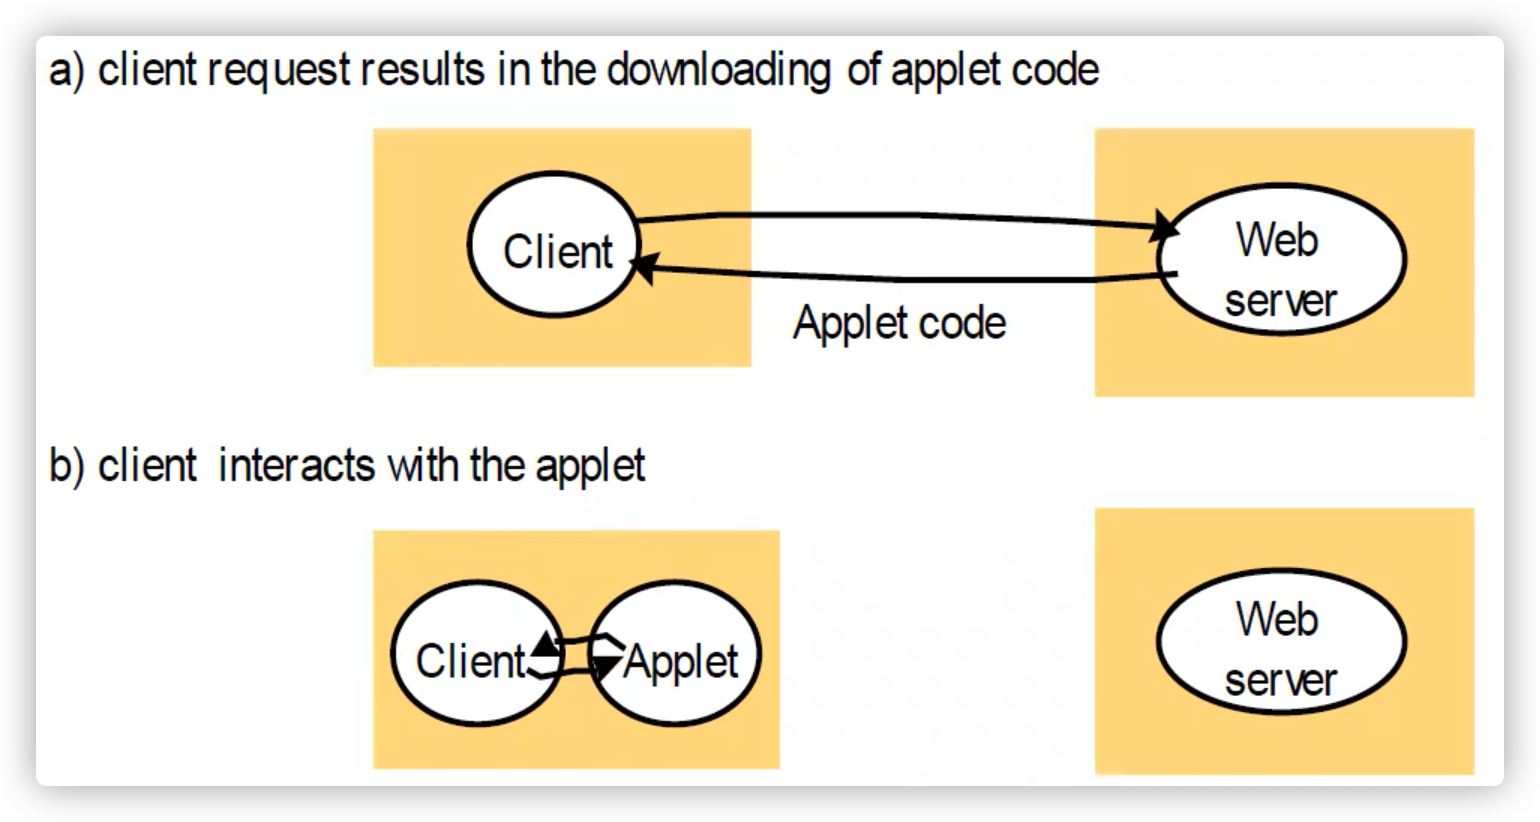 a) client request results in the downloading of applet code
Client
Web
server
Applet code
b) client interacts with the applet
Client
Applet
Web
server